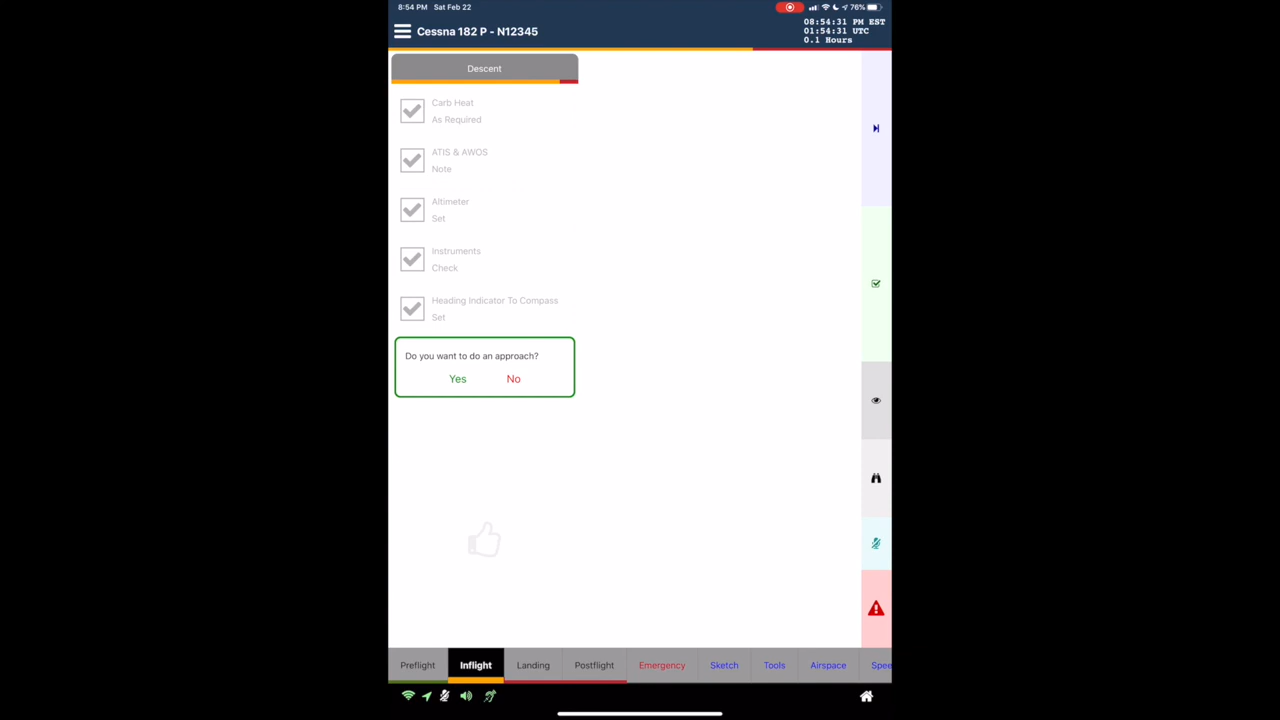 8:54 PM Sat Feb 22
76%
Cessna 182 P - N12345
08:54:31 PM EST
01:54:31 UTC
0.1 Hours
Descent
Carb Heat
As Required
ATIS & AWOS
Note
Altimeter
Set
Instruments
Check
Heading Indicator To Compass
Set
Do you want to do an approach?
Yes No
Preflight Inflight Landing Postflight Emergency Sketch Tools Airspace Spee